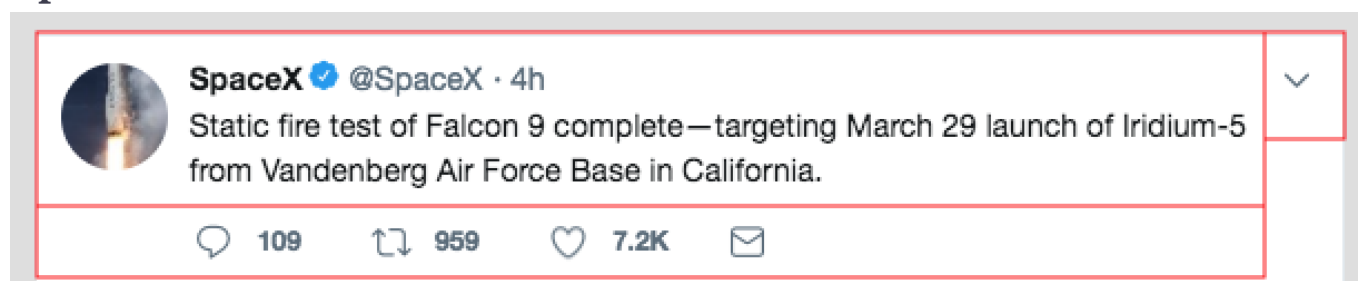 SpaceX @SpaceX · 4h
Static fire test of Falcon 9 complete—targeting March 29 launch of Iridium-5
from Vandenberg Air Force Base in California.
109 959 7.2K